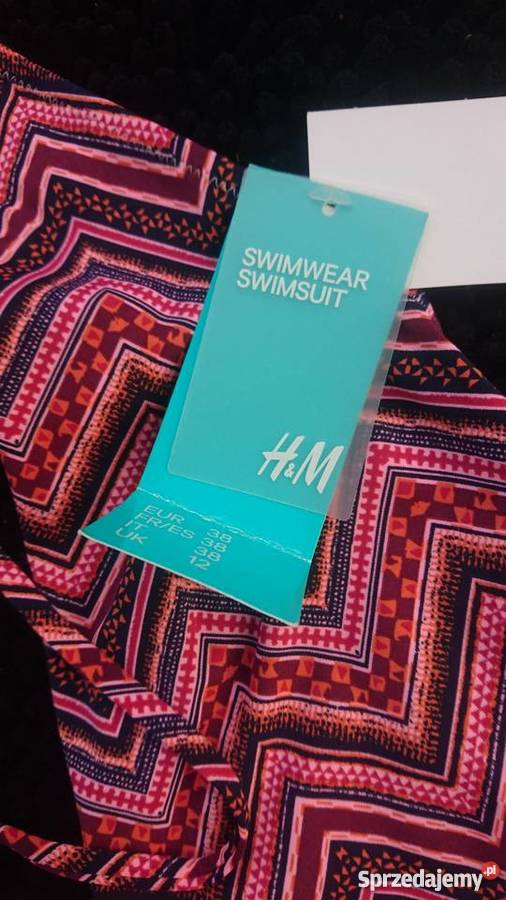 SWIMWEAR
SWIMSUIT
H&M
EUR 38
FR/ES 38
IT 38
UK 12
Sprzedajemy.pl